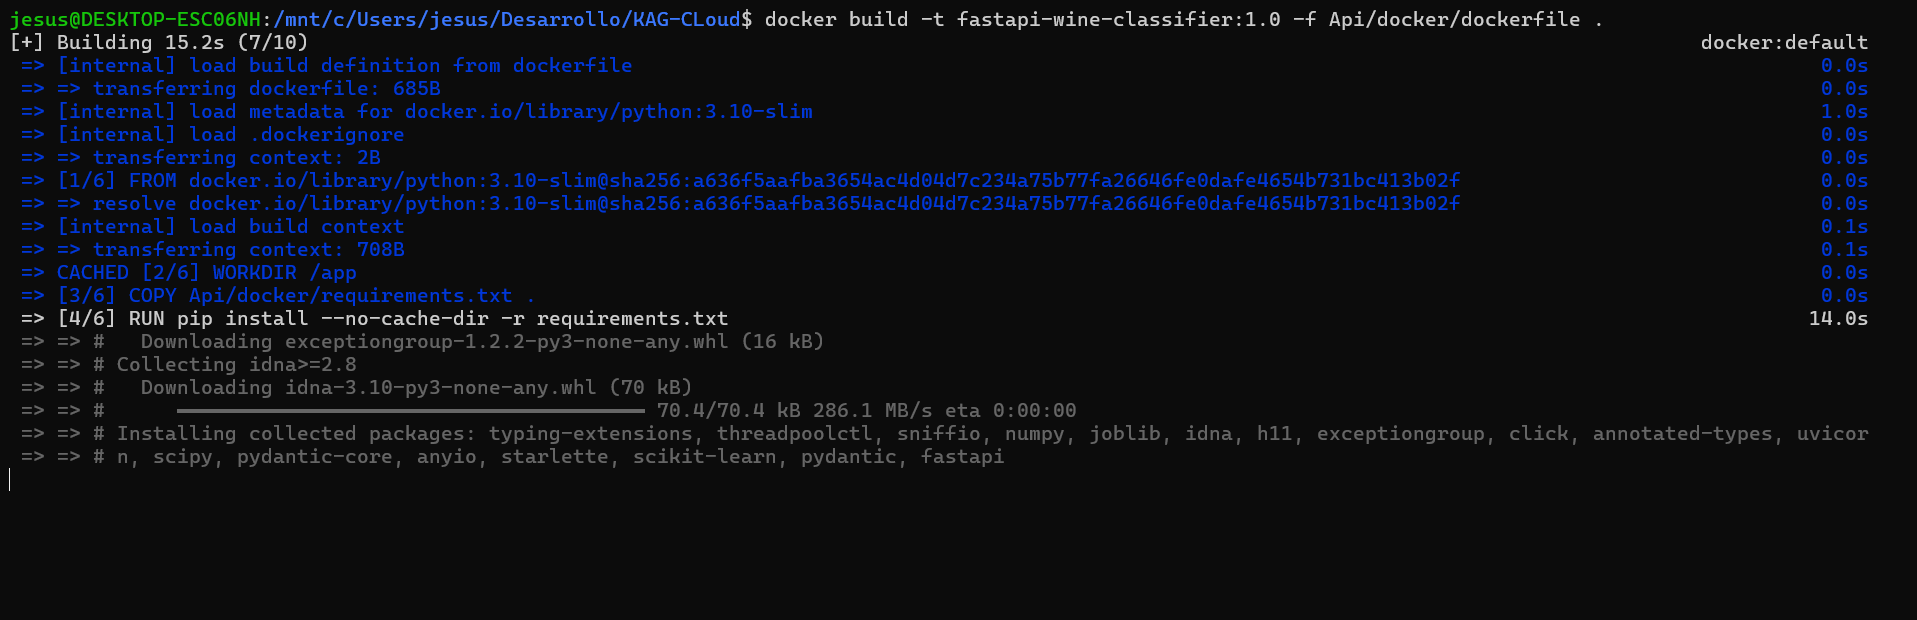 jesus@DESKTOP-ESC06NH:/mnt/c/Users/jesus/Desarrollo/KAG-CLoud$ docker build -t fastapi-wine-classifier:1.0 -f Api/docker/dockerfile .
[+] Building 15.2s (7/10) docker:default
=> [internal] load build definition from dockerfile 0.0s
=> => transferring dockerfile: 685B 0.0s
=> [internal] load metadata for docker.io/library/python:3.10-slim 1.0s
=> [internal] load .dockerignore 0.0s
=> => transferring context: 2B 0.0s
=> [1/6] FROM docker.io/library/python:3.10-slim@sha256:a636f5aafba3654ac4d04d7c234a75b77fa26646fe0dafe4654b731bc413b02f 0.0s
=> => resolve docker.io/library/python:3.10-slim@sha256:a636f5aafba3654ac4d04d7c234a75b77fa26646fe0dafe4654b731bc413b02f 0.0s
=> [internal] load build context 0.1s
=> => transferring context: 708B 0.1s
=> CACHED [2/6] WORKDIR /app 0.0s
=> [3/6] COPY Api/docker/requirements.txt . 0.0s
=> [4/6] RUN pip install --no-cache-dir -r requirements.txt 14.0s
=> => #   Downloading exceptiongroup-1.2.2-py3-none-any.whl (16 kB)
=> => # Collecting idna>=2.8
=> => #   Downloading idna-3.10-py3-none-any.whl (70 kB)
=> => #      ━━━━━━━━━━━━━━━━━━━━━━━━━━━━━━━━━━━━━━━ 70.4/70.4 kB 286.1 MB/s eta 0:00:00
=> => # Installing collected packages: typing-extensions, threadpoolctl, sniffio, numpy, joblib, idna, h11, exceptiongroup, click, annotated-types, uvicor
=> => # n, scipy, pydantic-core, anyio, starlette, scikit-learn, pydantic, fastapi